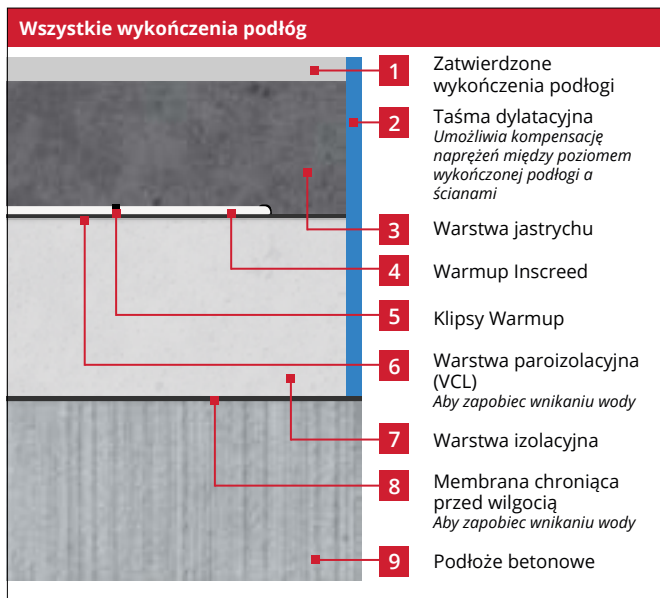 Wszystkie wykończenia podłóg
1
Zatwierdzone
wykończenia podłogi
2
Taśma dylatacyjna
Umożliwia kompensację
naprężeń między poziomem
wykończonej podłogi a
ścianami
3
Warstwa jastrychu
4
Warmup Inscreed
5
Klipsy Warmup
6
Warstwa paroizolacyjna
(VCL)
Aby zapobiec wnikaniu wody
7
Warstwa izolacyjna
8
Membrana chroniąca
przed wilgocią
Aby zapobiec wnikaniu wody
9
Podłoże betonowe